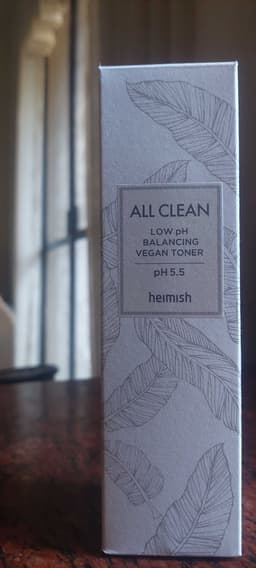 ALL CLEAN
LOW pH
BALANCING
VEGAN TONER
pH 5.5
heimish